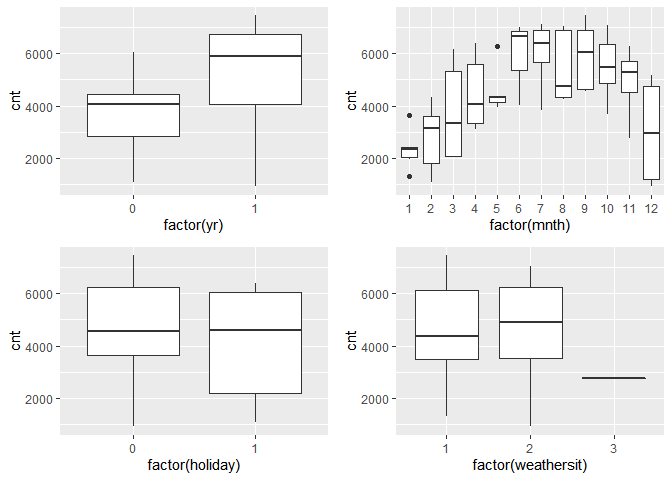 cnt
6000
4000
2000
0 1
factor(yr)
cnt
6000
4000
2000
1 2 3 4 5 6 7 8 9 10 11 12
factor(mnth)
cnt
6000
4000
2000
0 1
factor(holiday)
cnt
6000
4000
2000
1 2 3
factor(weathersit)